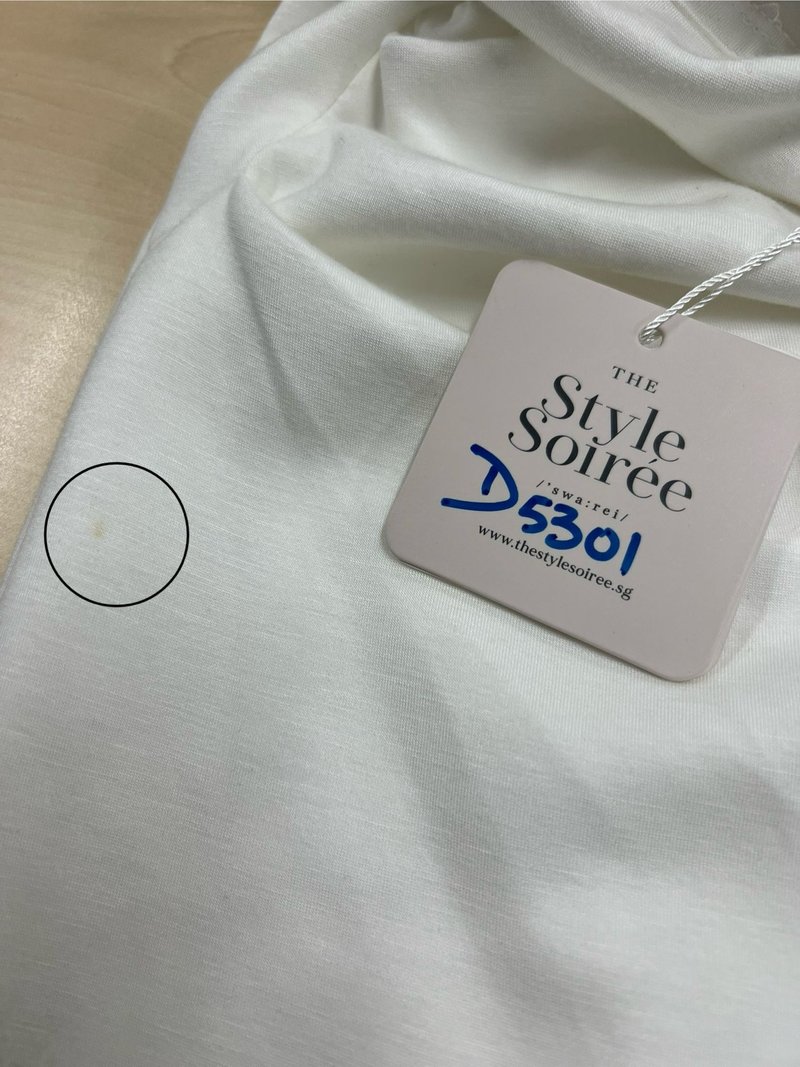 THE
Style
Soirée
/'swa:rei/
D5301
www.thestylesoiree.sg